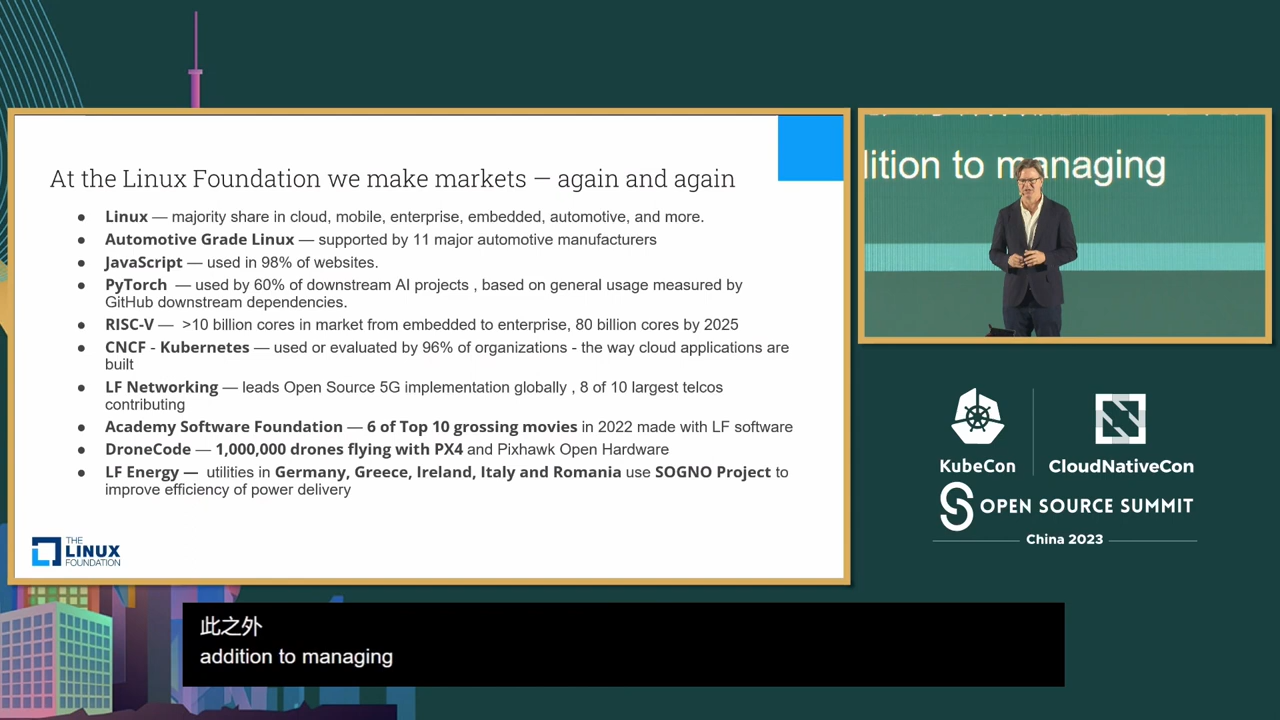 At the Linux Foundation we make markets — again and again
● Linux — majority share in cloud, mobile, enterprise, embedded, automotive, and more.
● Automotive Grade Linux — supported by 11 major automotive manufacturers
● JavaScript — used in 98% of websites.
● PyTorch — used by 60% of downstream AI projects , based on general usage measured by
GitHub downstream dependencies.
● RISC-V — >10 billion cores in market from embedded to enterprise, 80 billion cores by 2025
● CNCF - Kubernetes — used or evaluated by 96% of organizations - the way cloud applications are
built
● LF Networking — leads Open Source 5G implementation globally , 8 of 10 largest telcos
contributing
● Academy Software Foundation — 6 of Top 10 grossing movies in 2022 made with LF software
● DroneCode — 1,000,000 drones flying with PX4 and Pixhawk Open Hardware
● LF Energy — utilities in Germany, Greece, Ireland, Italy and Romania use SOGNO Project to
improve efficiency of power delivery
THE
LINUX
FOUNDATION
dition to managing
KubeCon
CloudNativeCon
OPEN SOURCE SUMMIT
China 2023
此之外
addition to managing